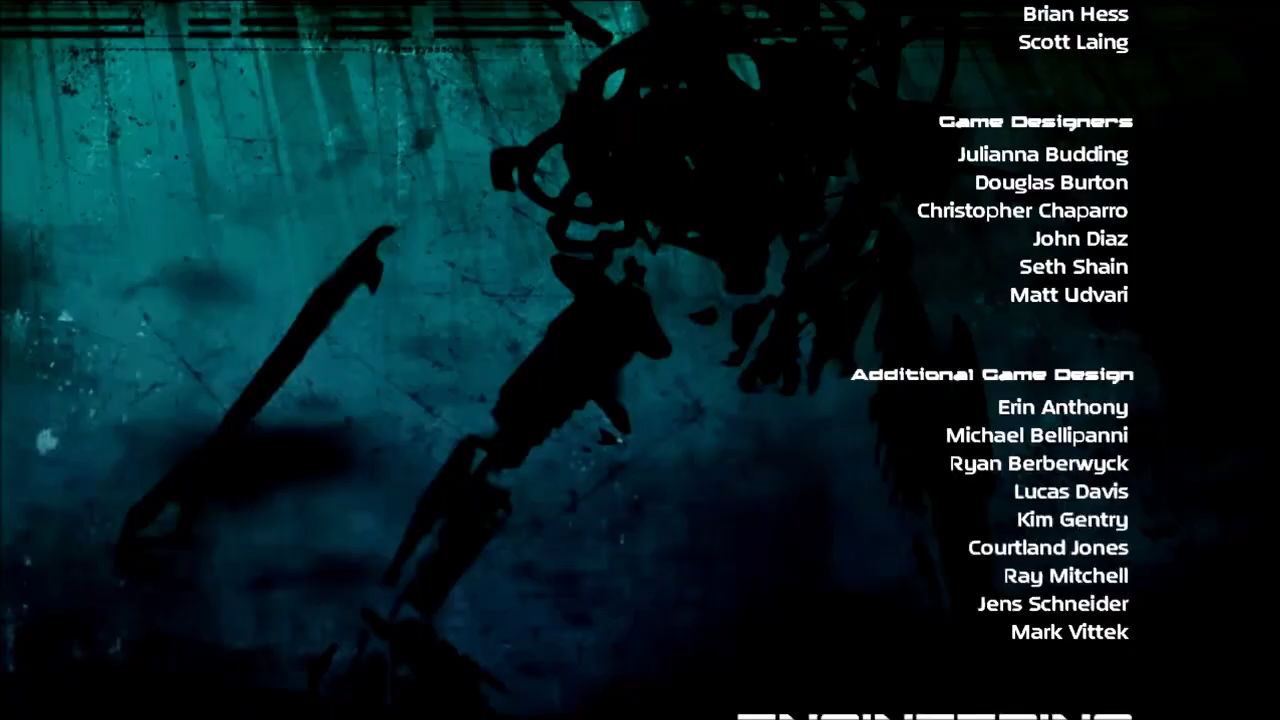 Brian Hess
Scott Laing
Game Designers
Julianna Budding
Douglas Burton
Christopher Chaparro
John Diaz
Seth Shain
Matt Udvari
Additional Game Design
Erin Anthony
Michael Bellipanni
Ryan Berberwyck
Lucas Davis
Kim Gentry
Courtland Jones
Ray Mitchell
Jens Schneider
Mark Vittek
ENGINEERING